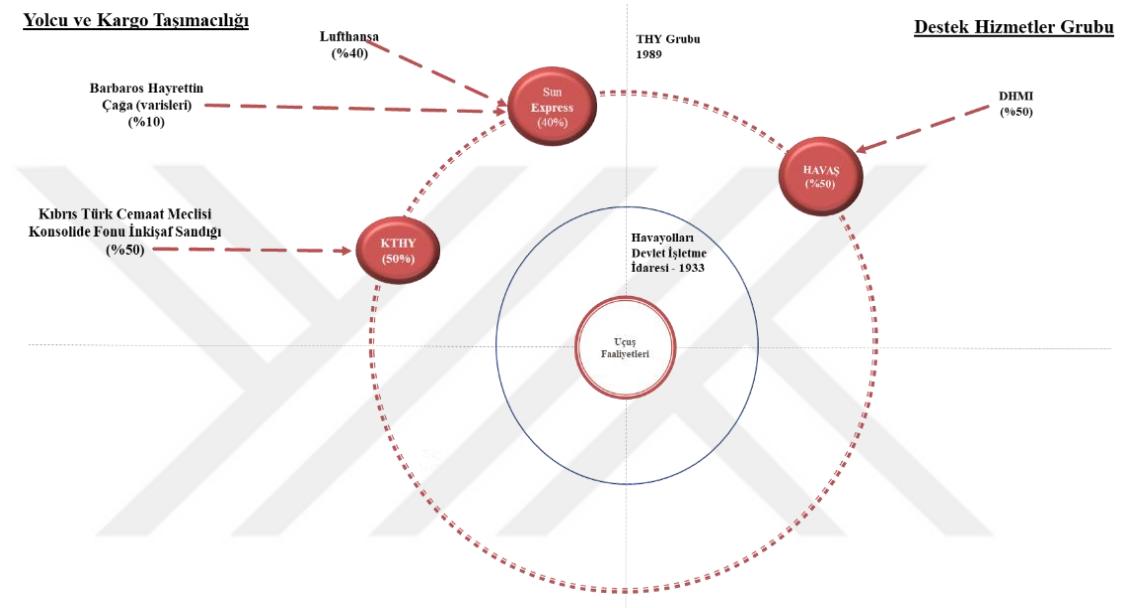 Yolcu ve Kargo Taşımacılığı
Destek Hizmetler Grubu
Lufthansa
(%40)
THY Grubu
1989
Barbaros Hayrettin
Çağa (varisleri)
(%10)
Sun
Express
(40%)
DHMI
(%50)
HAVAŞ
(%50)
Kıbrıs Türk Cemaat Meclisi
Konsolide Fonu İnkişaf Sandığı
(%50)
KTHY
(50%)
Havayolları
Devlet İşletme
İdaresi - 1933
Uçuş
Faaliyetleri